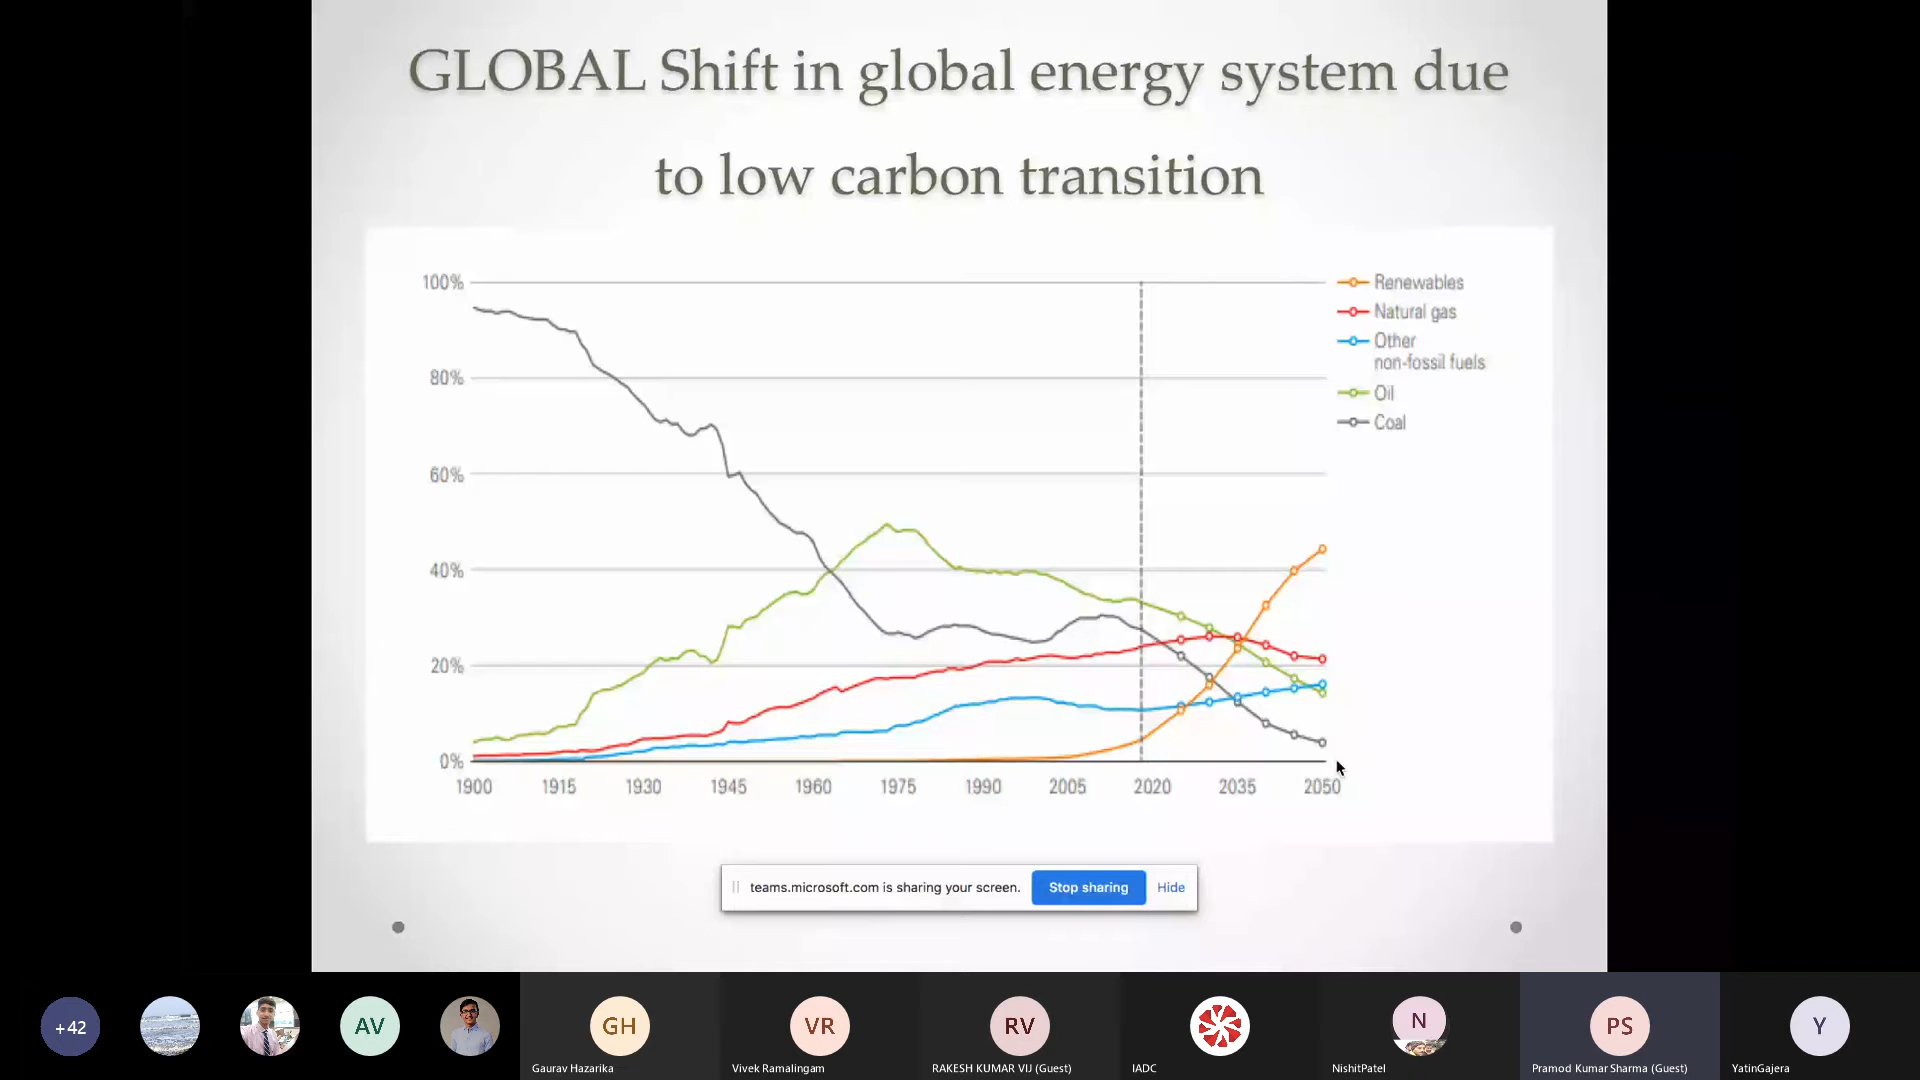 GLOBAL Shift in global energy system due
to low carbon transition
100%
80%
60%
40%
20%
0%
1900 1915 1930 1945 1960 1975 1990 2005 2020 2035 2050
Renewables
Natural gas
Other
non-fossil fuels
Oil
Coal
teams.microsoft.com is sharing your screen. Stop sharing Hide
+42 AV GH VR RV N PS Y
Gaurav Hazarika Vivek Ramalingam RAKESH KUMAR VIJ (Guest) IADC NishitPatel Pramod Kumar Sharma (Guest) YatinGajera